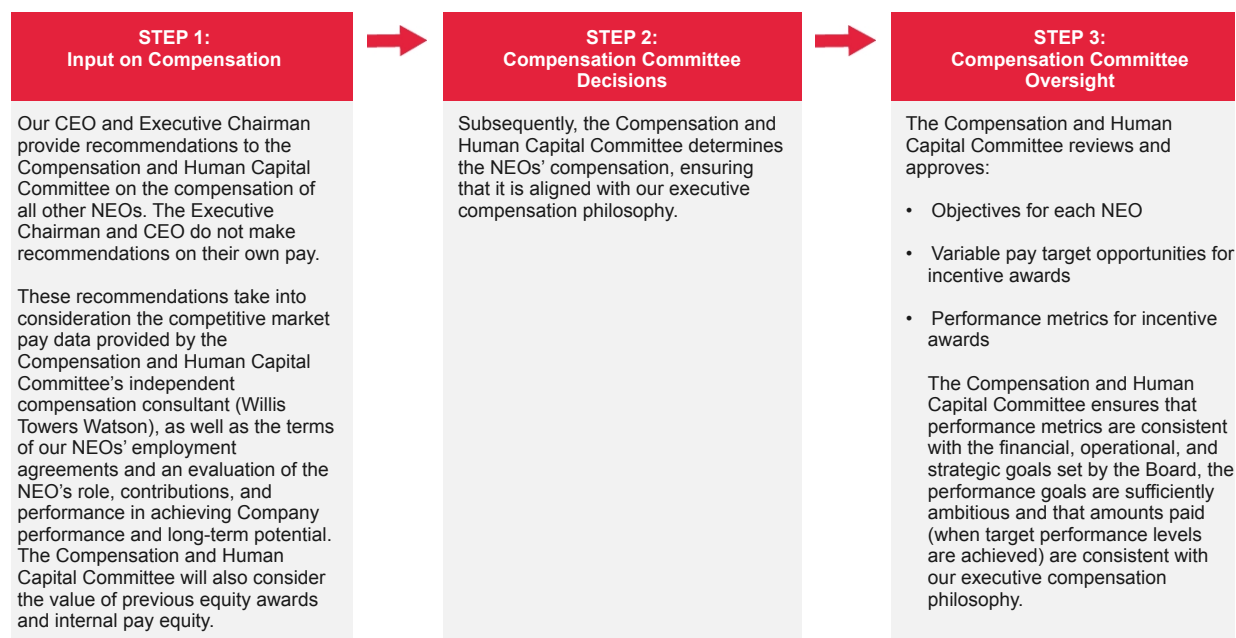 STEP 1:
Input on Compensation
Our CEO and Executive Chairman
provide recommendations to the
Compensation and Human Capital
Committee on the compensation of
all other NEOs. The Executive
Chairman and CEO do not make
recommendations on their own pay.
These recommendations take into
consideration the competitive market
pay data provided by the
Compensation and Human Capital
Committee’s independent
compensation consultant (Willis
Towers Watson), as well as the terms
of our NEOs’ employment
agreements and an evaluation of the
NEO’s role, contributions, and
performance in achieving Company
performance and long-term potential.
The Compensation and Human
Capital Committee will also consider
the value of previous equity awards
and internal pay equity.
STEP 2:
Compensation Committee
Decisions
Subsequently, the Compensation and
Human Capital Committee determines
the NEOs’ compensation, ensuring
that it is aligned with our executive
compensation philosophy.
STEP 3:
Compensation Committee
Oversight
The Compensation and Human
Capital Committee reviews and
approves:
• Objectives for each NEO
• Variable pay target opportunities for
incentive awards
• Performance metrics for incentive
awards
The Compensation and Human
Capital Committee ensures that
performance metrics are consistent
with the financial, operational, and
strategic goals set by the Board, the
performance goals are sufficiently
ambitious and that amounts paid
(when target performance levels
are achieved) are consistent with
our executive compensation
philosophy.